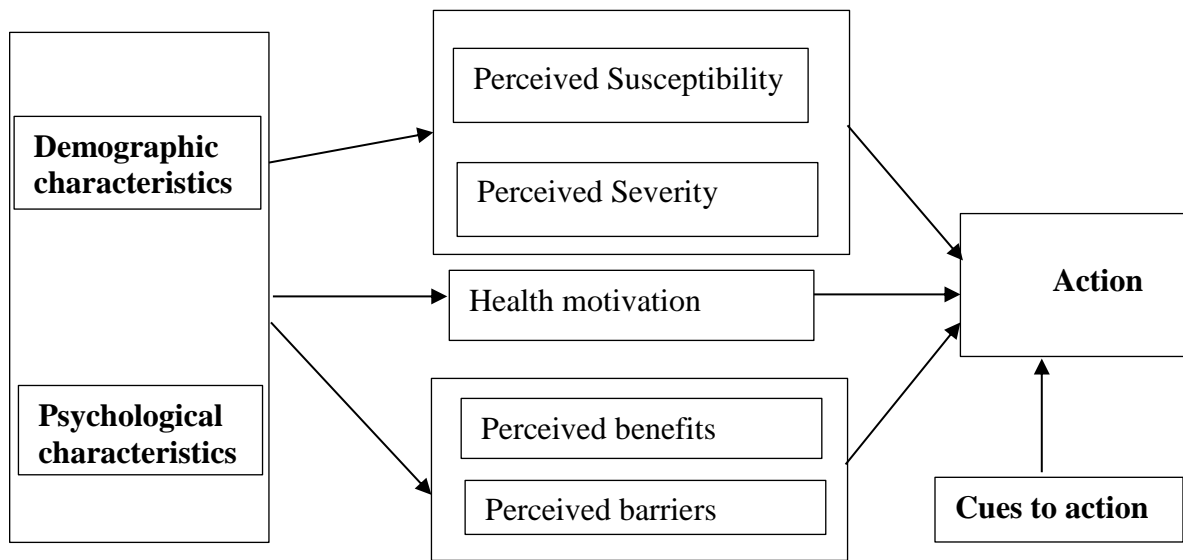 Demographic
characteristics
Psychological
characteristics
Perceived Susceptibility
Perceived Severity
Health motivation
Perceived benefits
Perceived barriers
Action
Cues to action